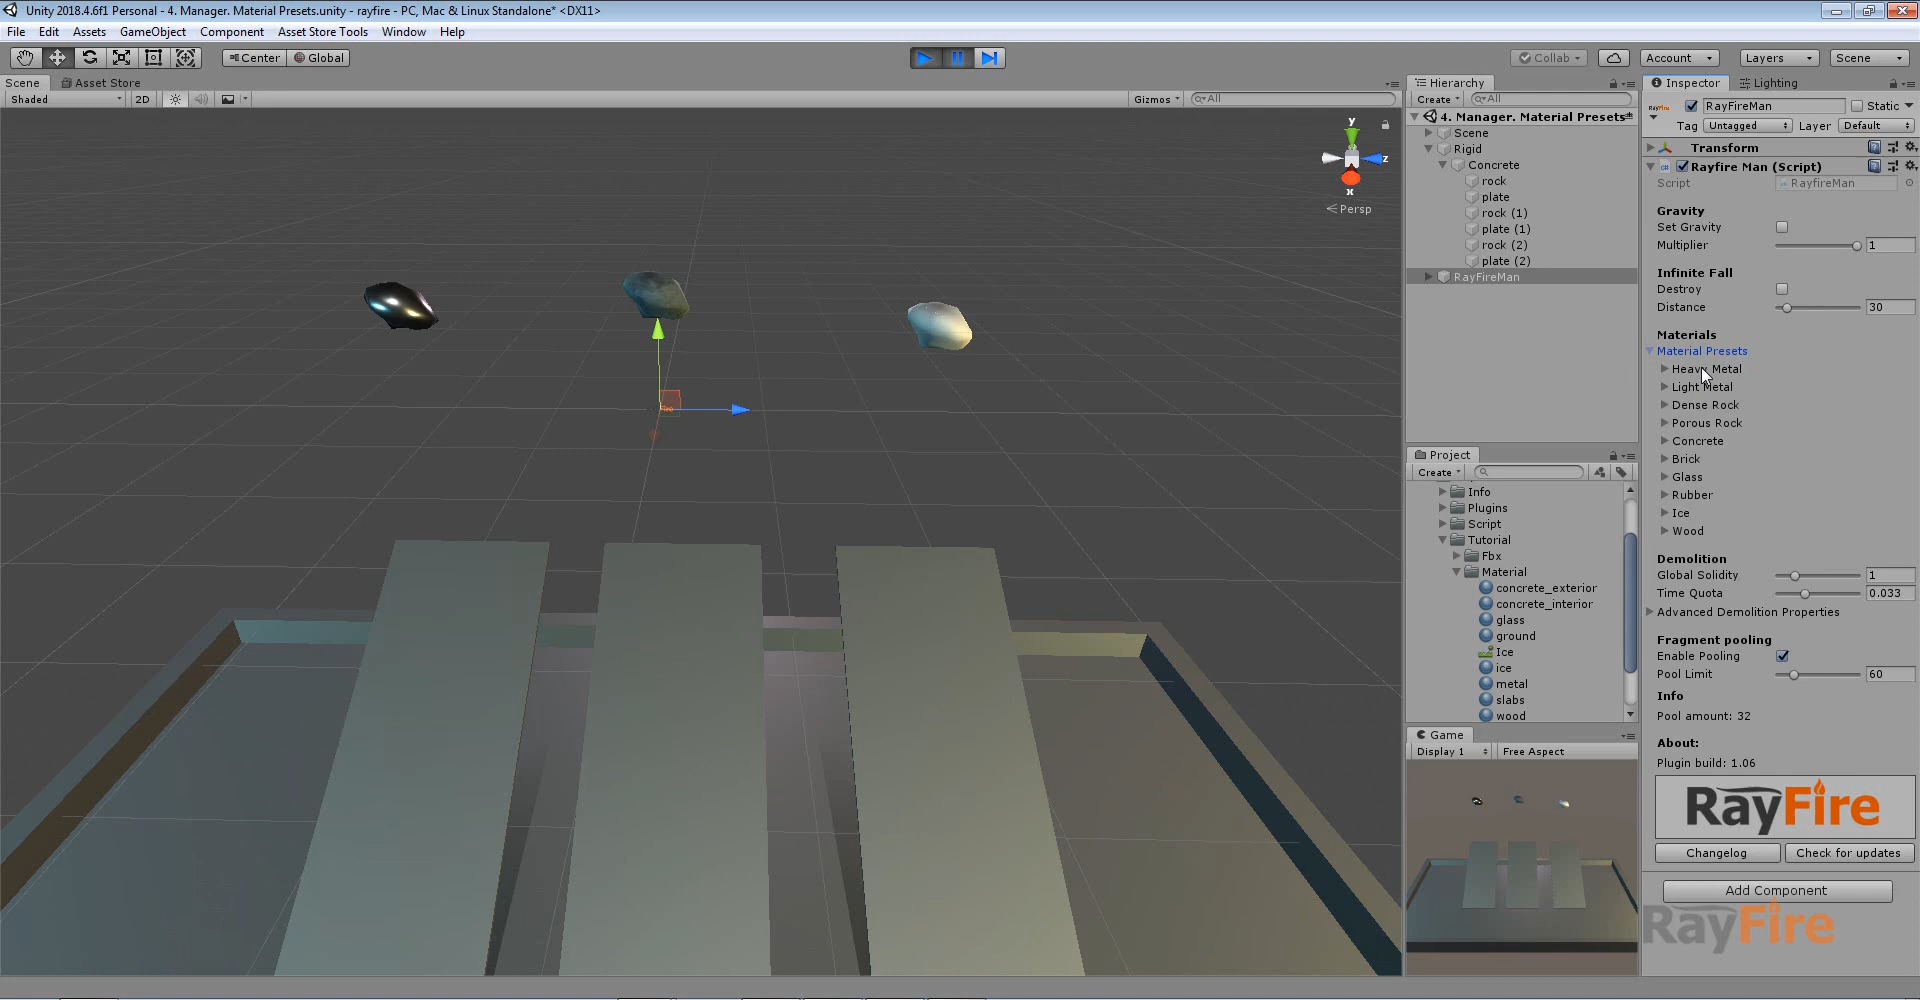 Unity 2018.4.6f1 Personal - 4. Manager. Material Presets.unity - rayfire - PC, Mac & Linux Standalone* <DX11>
File Edit Assets GameObject Component Asset Store Tools Window Help
Center Global
Collab Account Layers Scene
Scene Asset Store
Shaded 2D Gizmos All
y
z
x
Persp
Hierarchy
Create All
4. Manager. Material Presets*
Scene
Rigid
Concrete
rock
plate
rock (1)
plate (1)
rock (2)
plate (2)
RayFireMan
Project
Create
Info
Plugins
Script
Tutorial
Fbx
Material
concrete_exterior
concrete_interior
glass
ground
Ice
ice
metal
slabs
wood
Game
Display 1 Free Aspect
Inspector Lighting
RayFireMan Static
Tag Untagged Layer Default
Transform
Rayfire Man (Script)
Script RayfireMan
Gravity
Set Gravity
Multiplier 1
Infinite Fall
Destroy
Distance 30
Materials
Material Presets
Heavy Metal
Light Metal
Dense Rock
Porous Rock
Concrete
Brick
Glass
Rubber
Ice
Wood
Demolition
Global Solidity 1
Time Quota 0.033
Advanced Demolition Properties
Fragment pooling
Enable Pooling
Pool Limit 60
Info
Pool amount: 32
About:
Plugin build: 1.06
RayFire
Changelog Check for updates
Add Component
RayFire